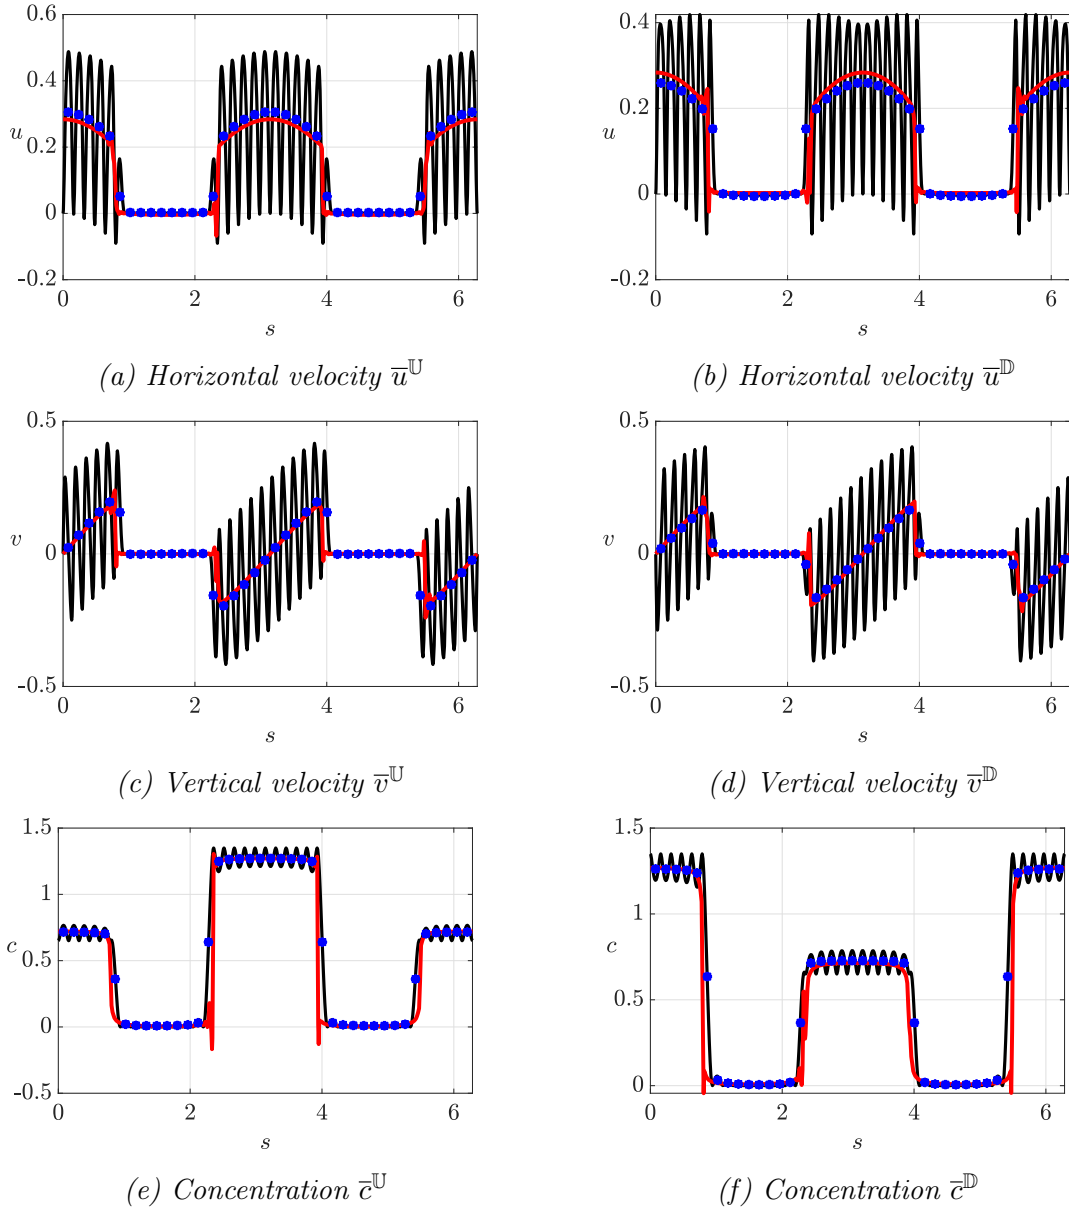 0.6
0.4
0.2
0
-0.2
u
0
2
4
6
s
(a) Horizontal velocity u̅^𝕌
0.4
0.2
0
-0.2
u
0
2
4
6
s
(b) Horizontal velocity u̅^𝔻
0.5
0
-0.5
v
0
2
4
6
s
(c) Vertical velocity v̅^𝕌
0.5
0
-0.5
v
0
2
4
6
s
(d) Vertical velocity v̅^𝔻
1.5
1
0.5
0
-0.5
c
0
2
4
6
s
(e) Concentration c̅^𝕌
1.5
1
0.5
0
c
0
2
4
6
s
(f) Concentration c̅^𝔻